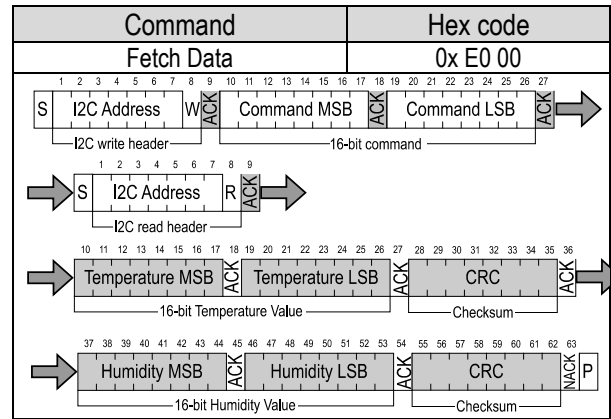 Command Hex code
Fetch Data 0x E0 00
1 2 3 4 5 6 7 8 9 10 11 12 13 14 15 16 17 18 19 20 21 22 23 24 25 26 27
S I2C Address W ACK Command MSB ACK Command LSB ACK
I2C write header 16-bit command
1 2 3 4 5 6 7 8 9
S I2C Address R ACK
I2C read header
10 11 12 13 14 15 16 17 18 19 20 21 22 23 24 25 26 27 28 29 30 31 32 33 34 35 36
Temperature MSB ACK Temperature LSB ACK CRC ACK
16-bit Temperature Value Checksum
37 38 39 40 41 42 43 44 45 46 47 48 49 50 51 52 53 54 55 56 57 58 59 60 61 62 63
Humidity MSB ACK Humidity LSB ACK CRC NACK P
16-bit Humidity Value Checksum